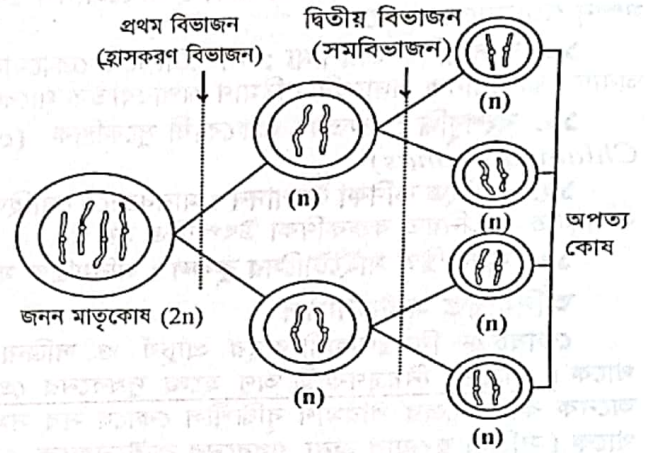 প্রথম বিভাজন
(হ্রাসকরণ বিভাজন)
দ্বিতীয় বিভাজন
(সমবিভাজন)
(n)
(n)
(n)
অপত্য
কোষ
জনন মাতৃকোষ (2n)
(n)
(n)
(n)